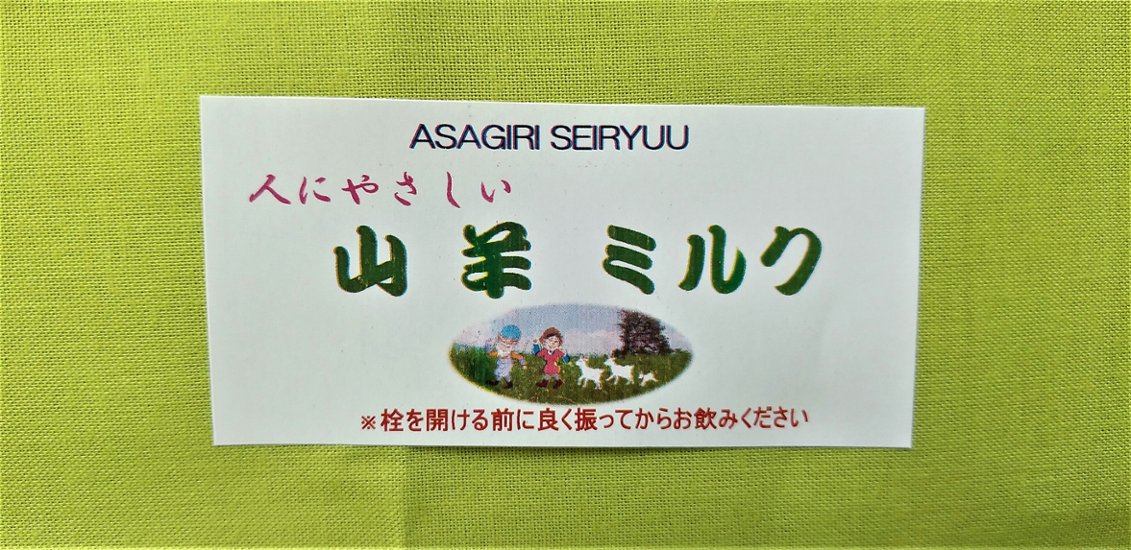 ASAGIRI SEIRYUU
人にやさしい
山羊 ミルク
※栓を開ける前に良く振ってからお飲みください